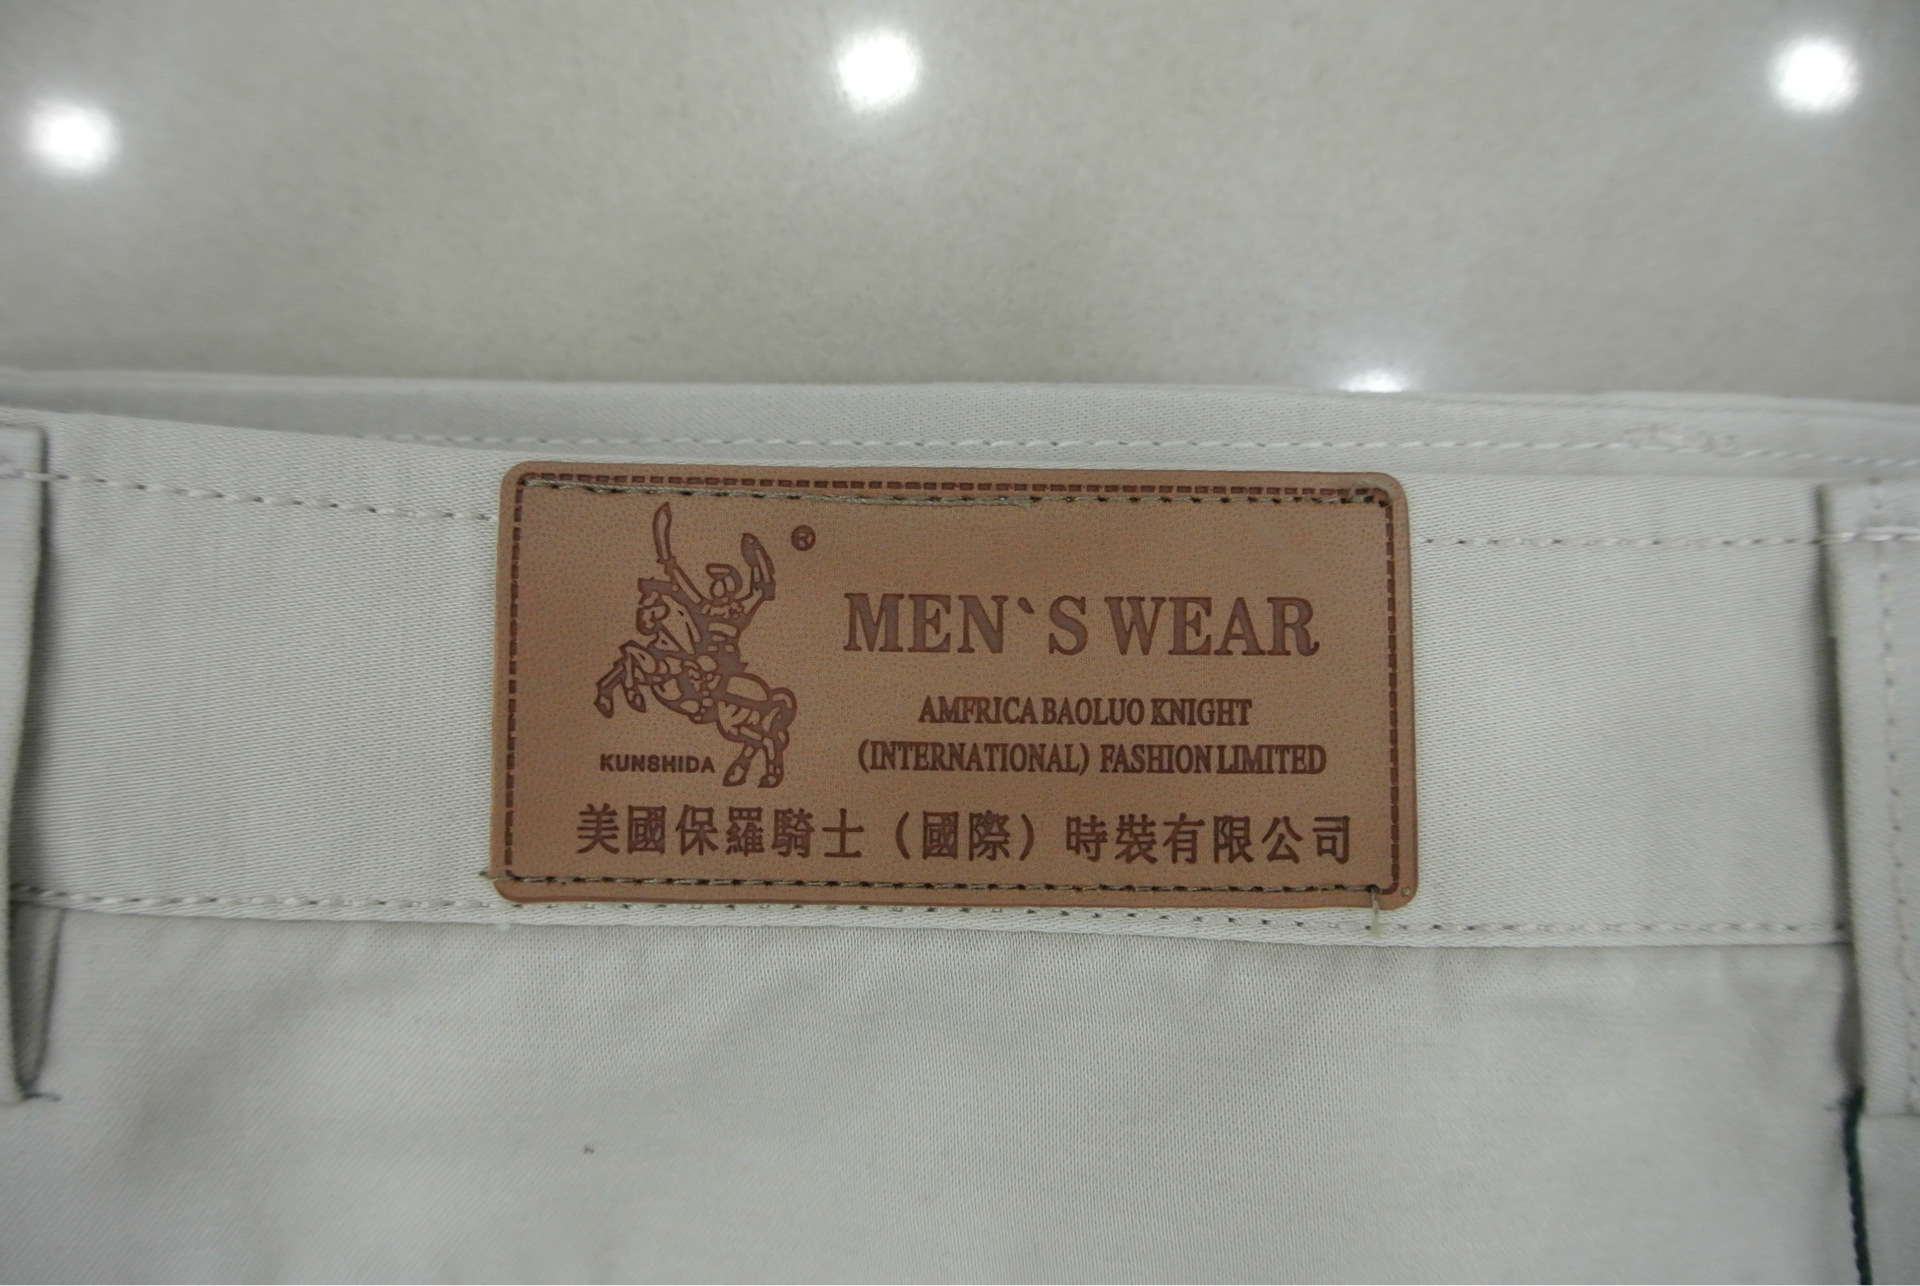 ®
MEN`S WEAR
AMFRICA BAOLUO KNIGHT
(INTERNATIONAL) FASHION LIMITED
KUNSHIDA
美國保羅騎士（國際）時裝有限公司